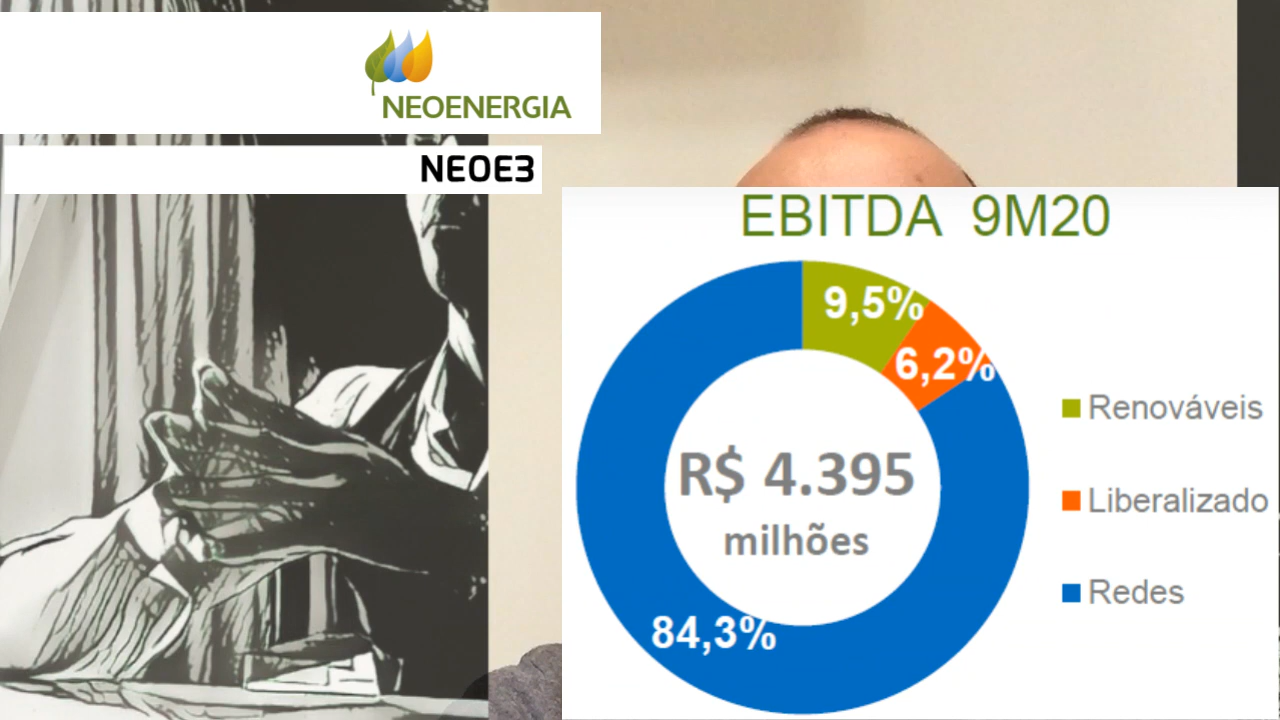 NEOENERGIA
NEOE3
EBITDA 9M20
9,5%
6,2%
Renováveis
R$ 4.395
Liberalizado
milhões
Redes
84,3%